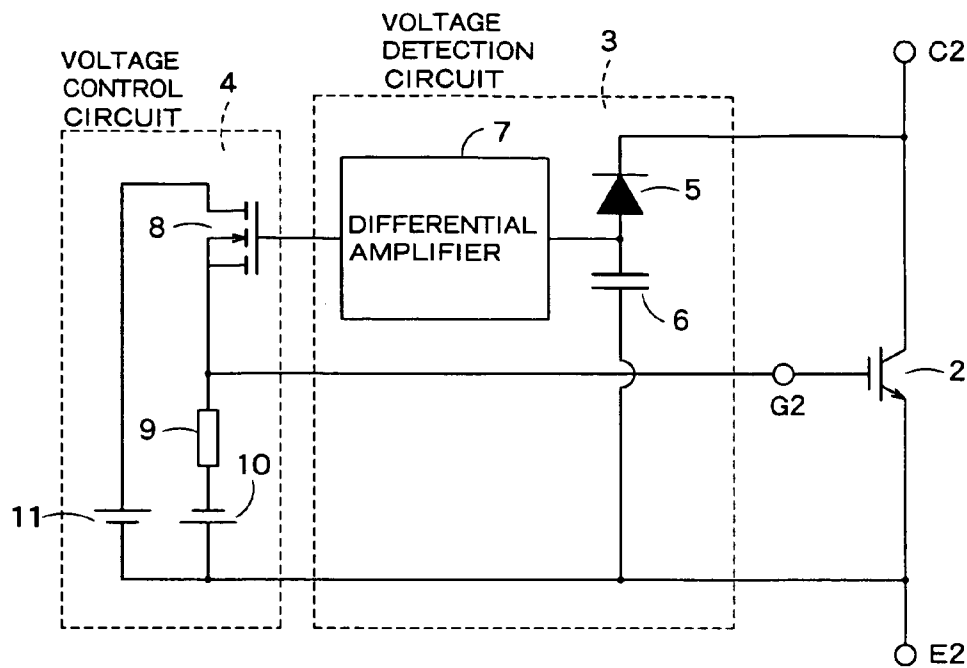 VOLTAGE
CONTROL
CIRCUIT
4
VOLTAGE
DETECTION
CIRCUIT
3
C2
7
5
8
DIFFERENTIAL
AMPLIFIER
6
2
G2
9
10
11
E2